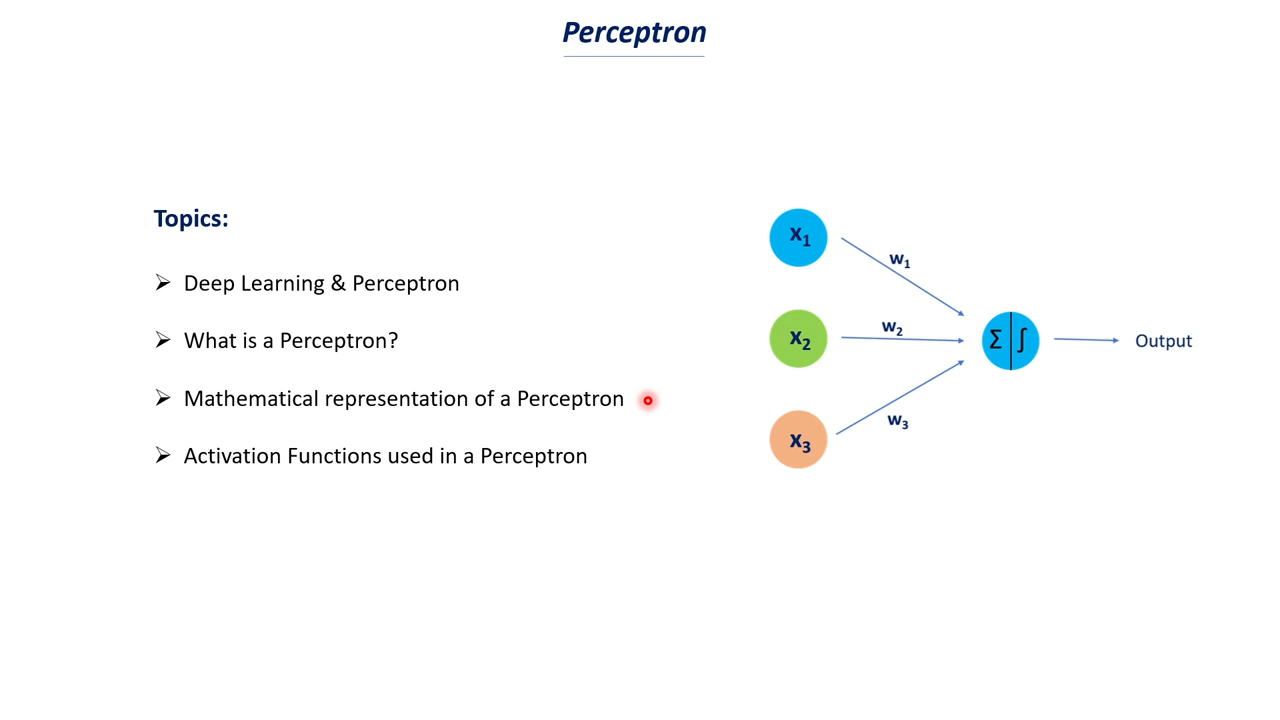 Perceptron
Topics:
➢ Deep Learning & Perceptron
➢ What is a Perceptron?
➢ Mathematical representation of a Perceptron
➢ Activation Functions used in a Perceptron
x₁
w₁
x₂
w₂
Σ ∫
Output
x₃
w₃